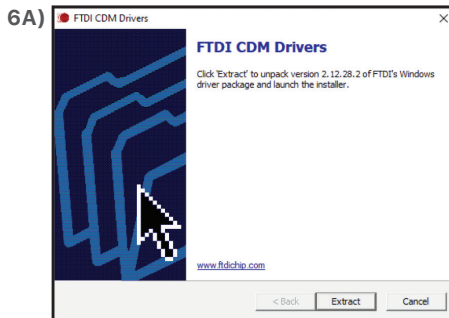 6A)
FTDI CDM Drivers
FTDI CDM Drivers
Click 'Extract' to unpack version 2.12.28.2 of FTDI's Windows
driver package and launch the installer.
www.ftdichip.com
< Back Extract Cancel